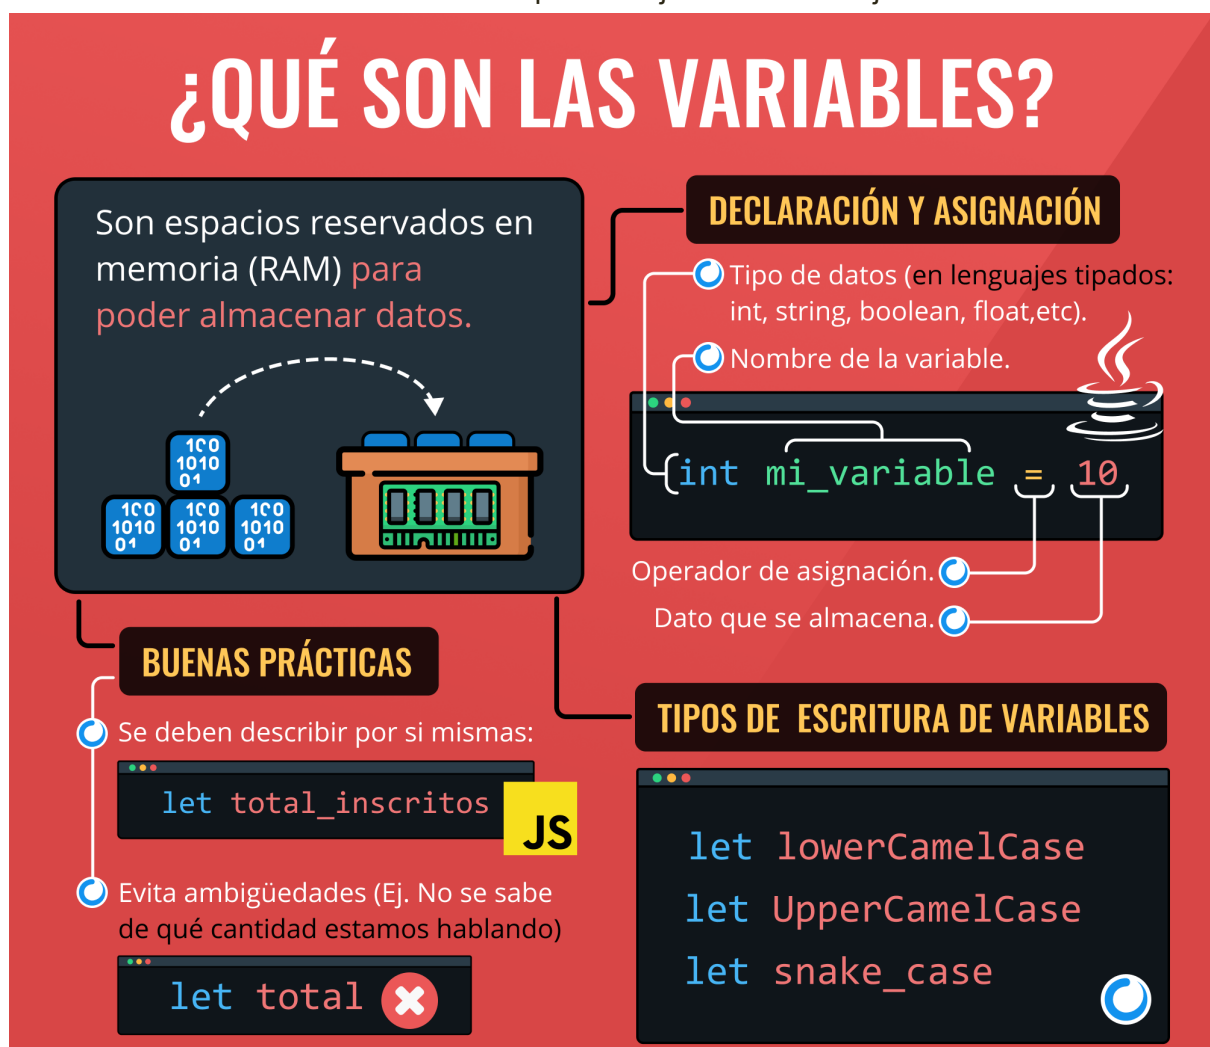 ¿QUÉ SON LAS VARIABLES?
Son espacios reservados en
memoria (RAM) para
poder almacenar datos.
100
1010
01
100
1010
01
100
1010
01
100
1010
01
DECLARACIÓN Y ASIGNACIÓN
Tipo de datos (en lenguajes tipados:
int, string, boolean, float,etc).
Nombre de la variable.
int mi_variable = 10
Operador de asignación.
Dato que se almacena.
BUENAS PRÁCTICAS
Se deben describir por si mismas:
let total_inscritos
JS
Evita ambigüedades (Ej. No se sabe
de qué cantidad estamos hablando)
let total
TIPOS DE ESCRITURA DE VARIABLES
let lowerCamelCase
let UpperCamelCase
let snake_case